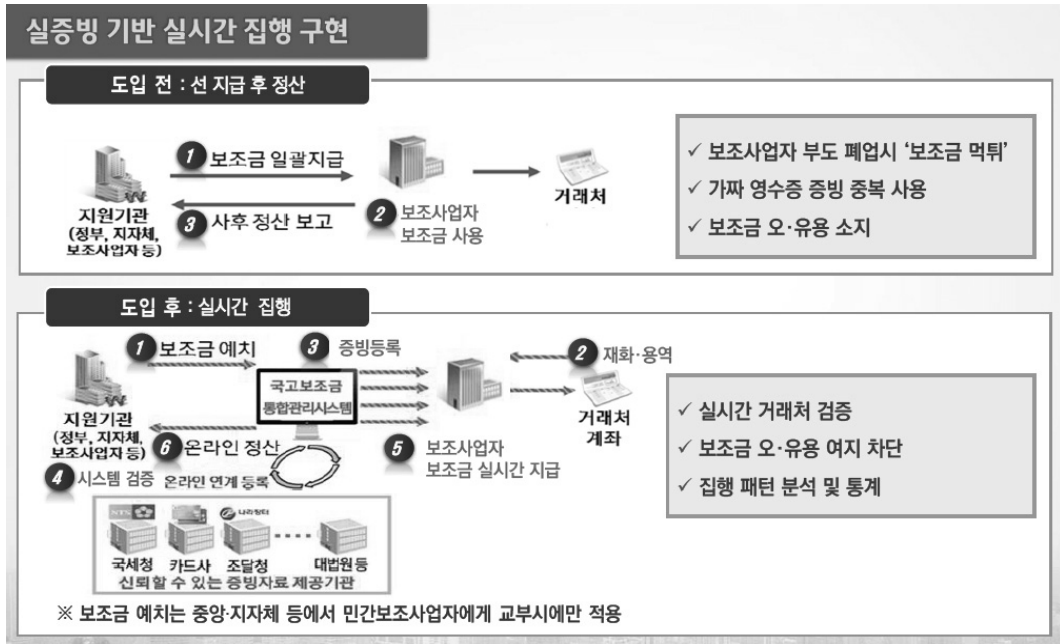 실증빙 기반 실시간 집행 구현
도입 전 : 선 지급 후 정산
1 보조금 일괄지급
지원기관
(정부, 지자체,
보조사업자 등)
3 사후 정산 보고
2 보조사업자
보조금 사용
거래처
✓ 보조사업자 부도 폐업시 ‘보조금 먹튀’
✓ 가짜 영수증 증빙 중복 사용
✓ 보조금 오·유용 소지
도입 후 : 실시간 집행
1 보조금 예치
3 증빙등록
2 재화·용역
국고보조금
통합관리시스템
지원기관
(정부, 지자체,
보조사업자 등)
6 온라인 정산
5 보조사업자
보조금 실시간 지급
거래처
계좌
4 시스템 검증
온라인 연계 등록
✓ 실시간 거래처 검증
✓ 보조금 오·유용 여지 차단
✓ 집행 패턴 분석 및 통계
NTS
나라장터
국세청 카드사 조달청 대법원 등
신뢰할 수 있는 증빙자료 제공기관
※ 보조금 예치는 중앙·지자체 등에서 민간보조사업자에게 교부시에만 적용